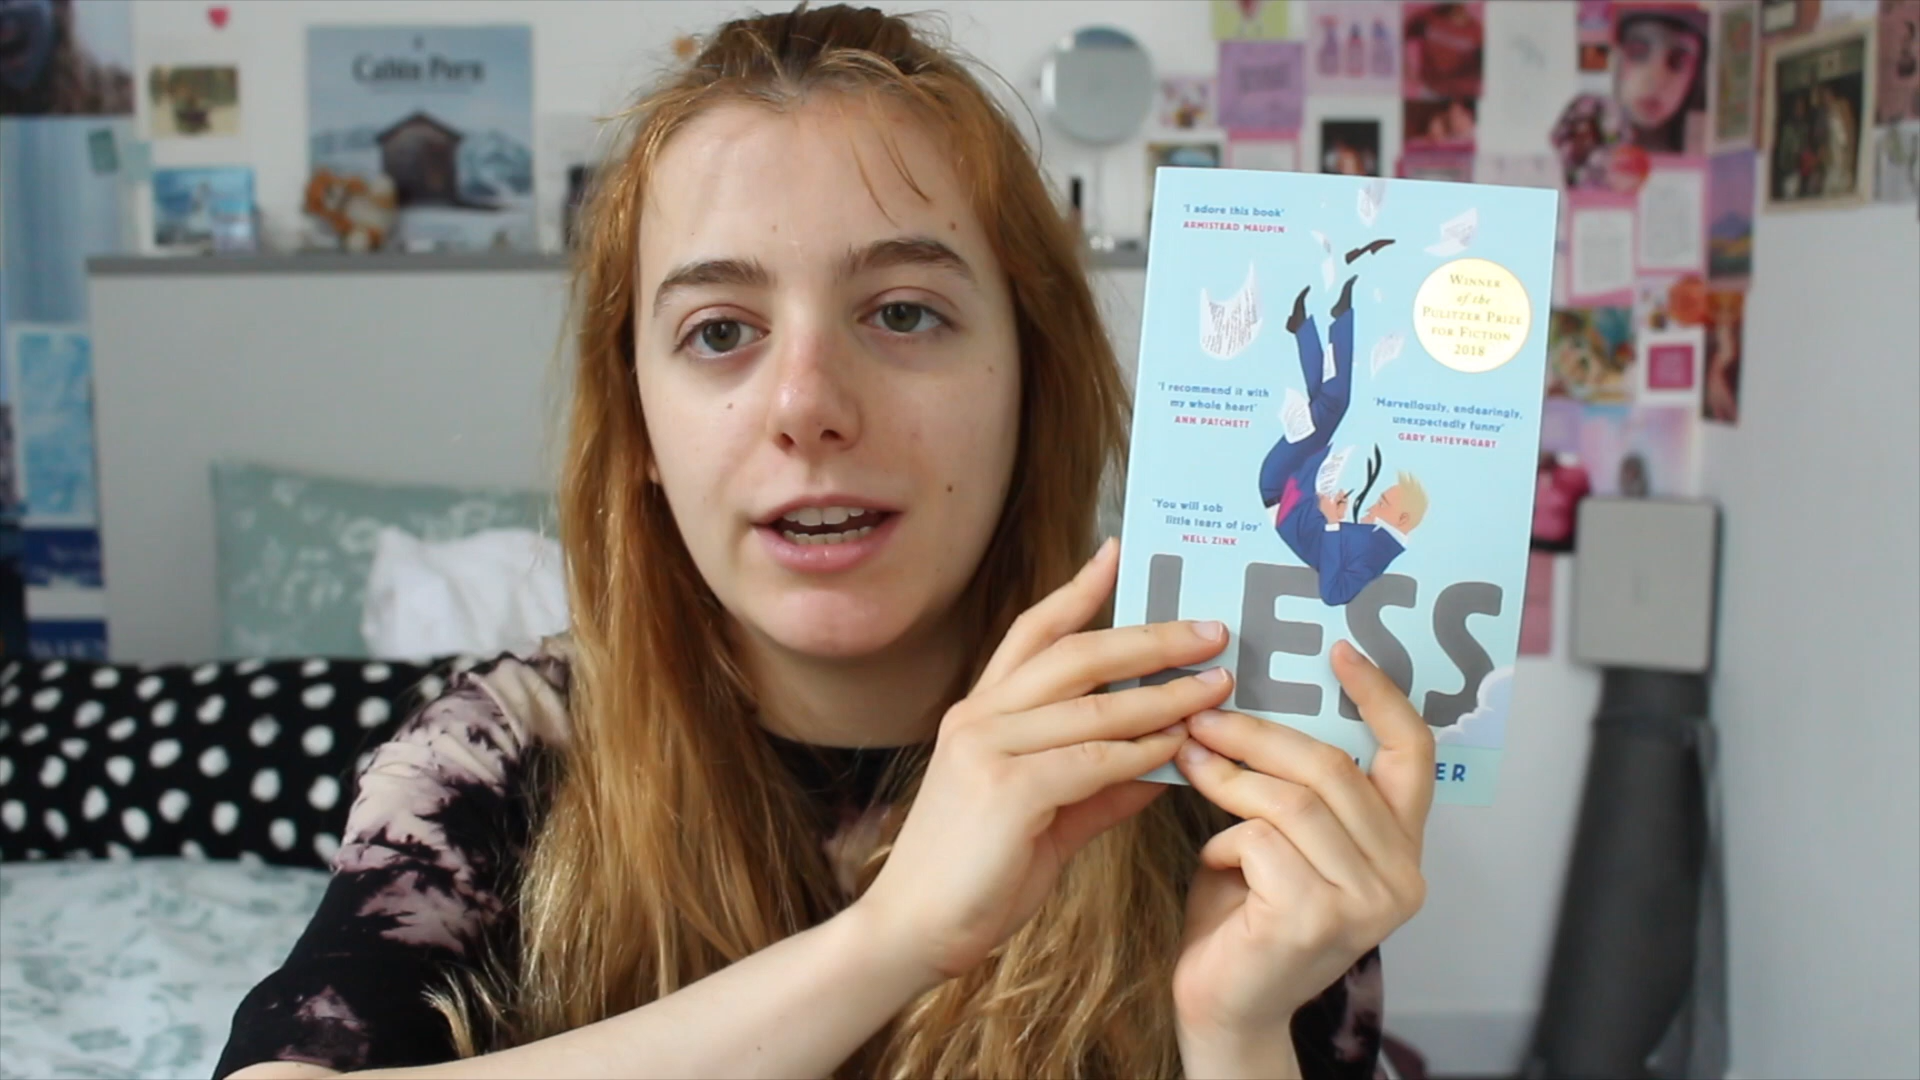 Cabin Porn
'I adore this book'
ARMISTEAD MAUPIN
WINNER
of the
PULITZER PRIZE
FOR FICTION
2018
'I recommend it with
my whole heart'
ANN PATCHETT
'Marvellously, endearingly,
unexpectedly funny'
GARY SHTEYNGART
'You will sob
little tears of joy'
NELL ZINK
LESS
ER